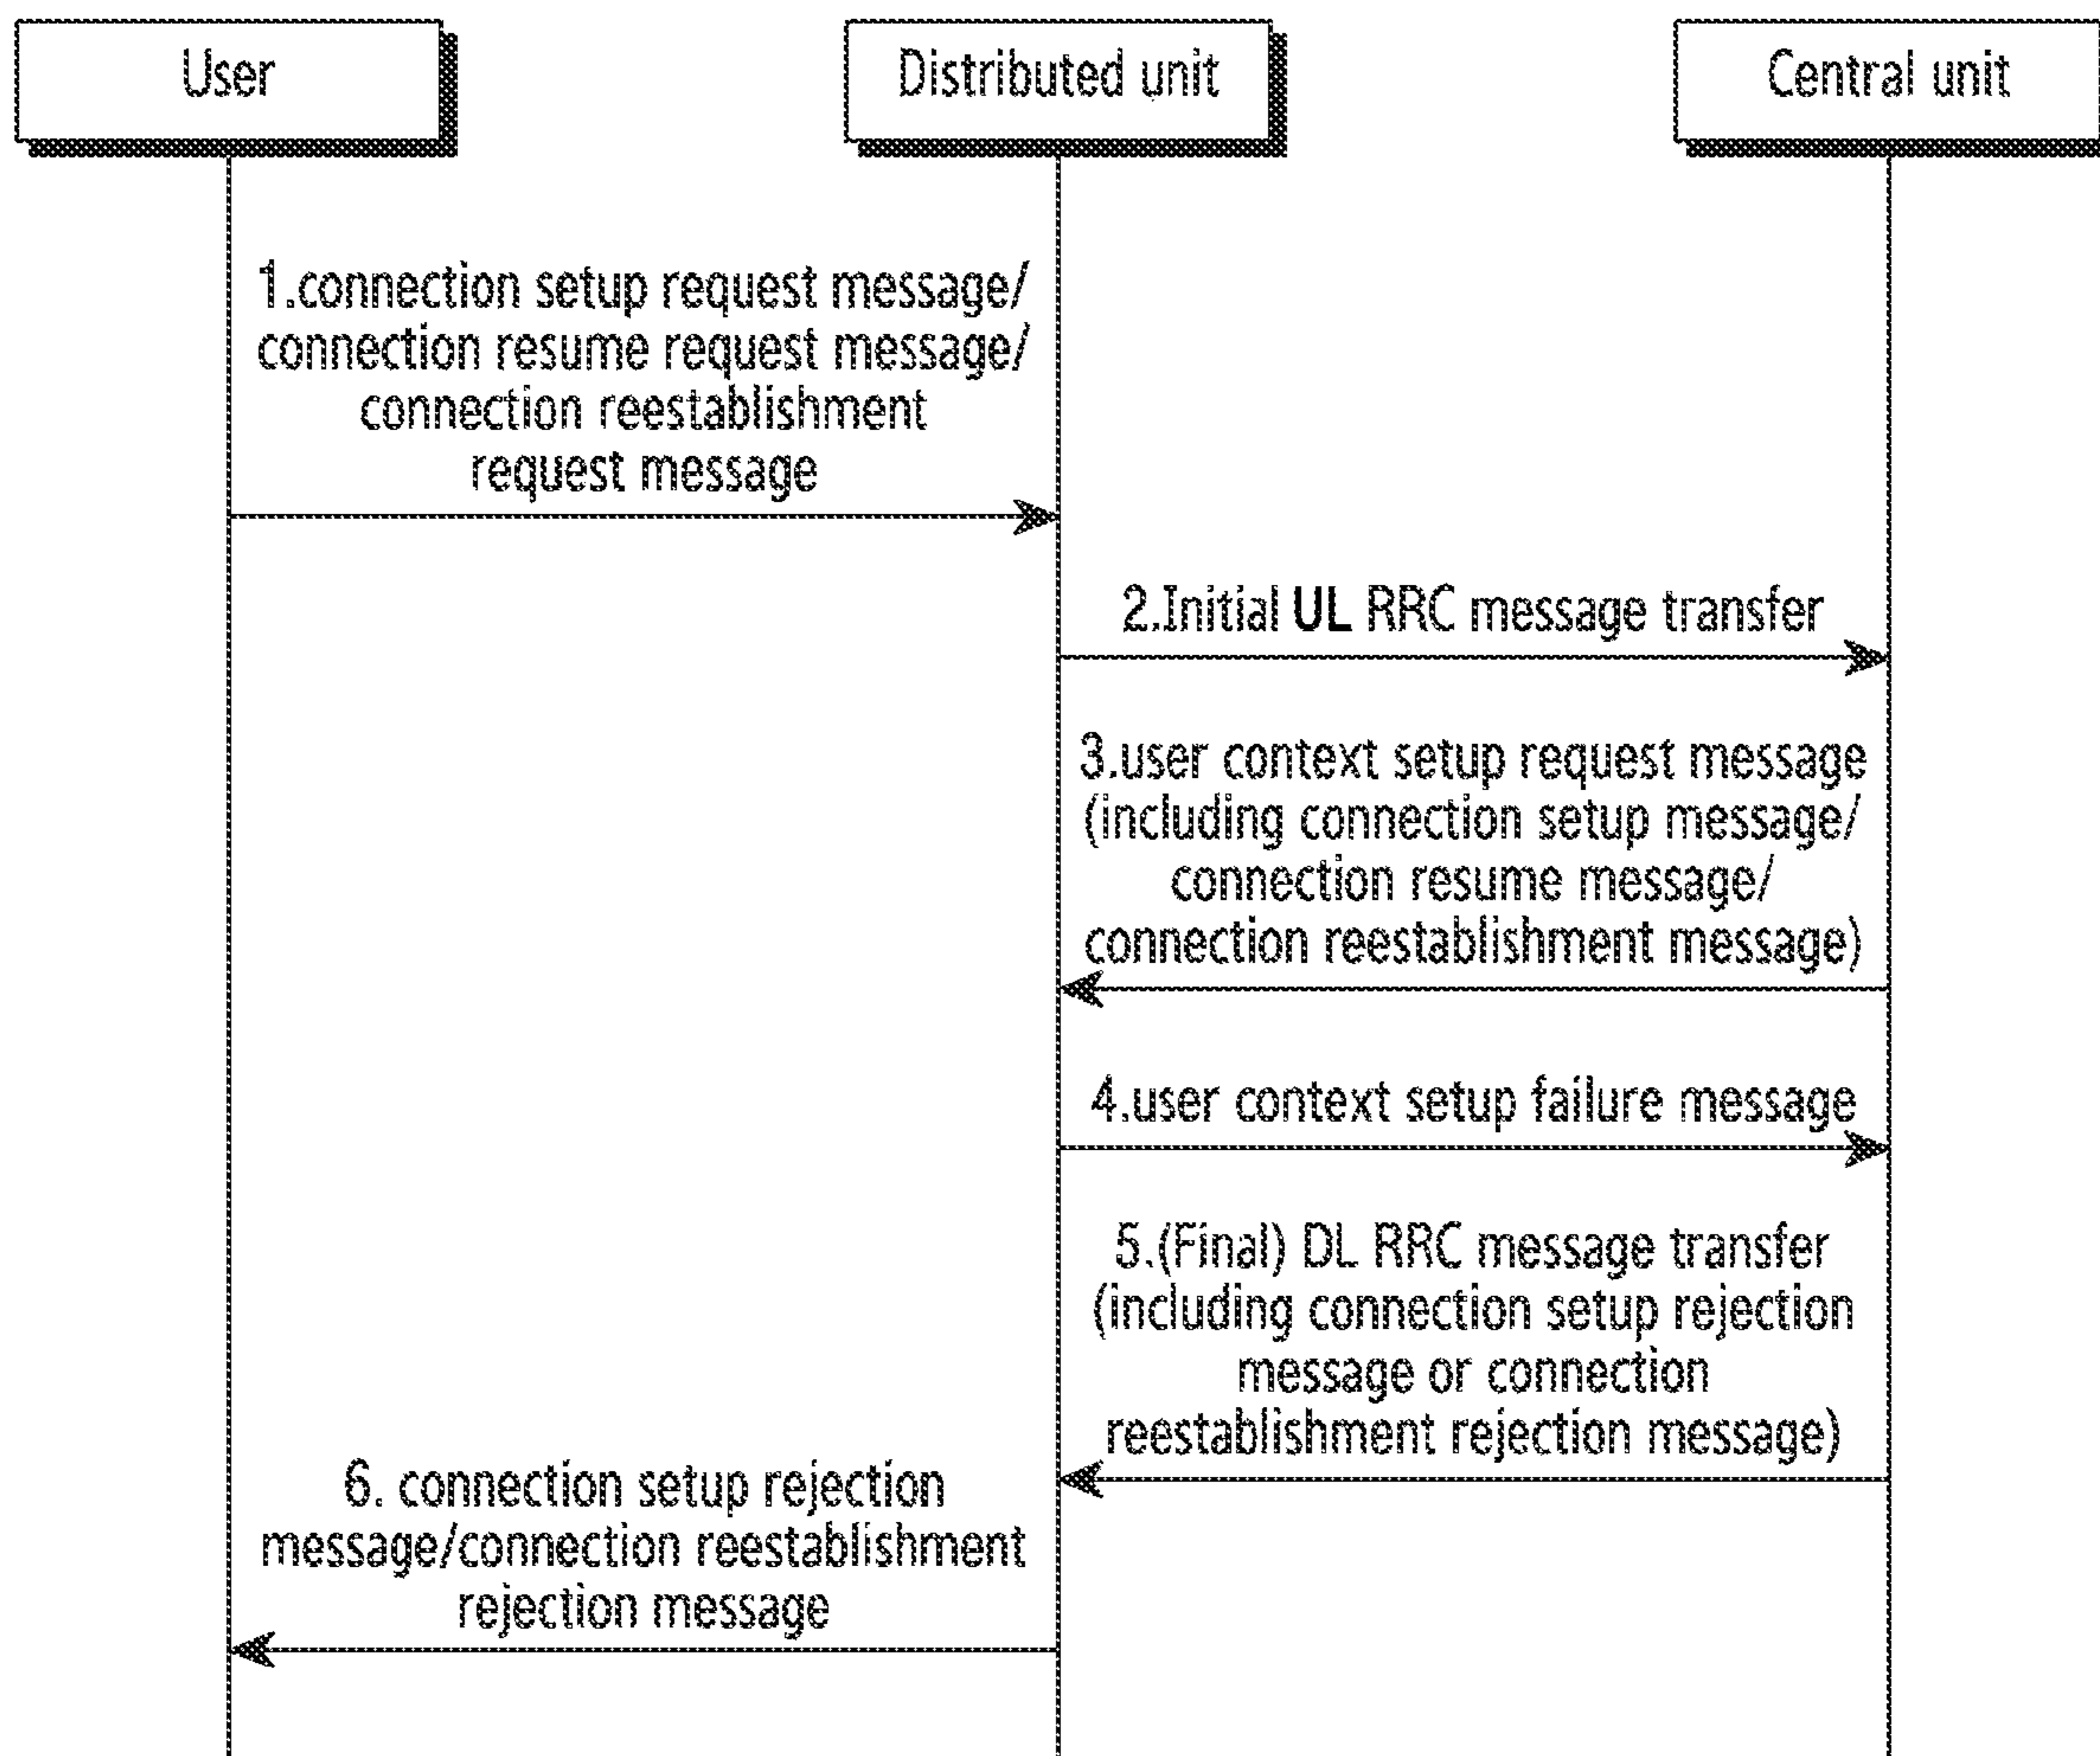 User
Distributed unit
Central unit
1.connection setup request message/
connection resume request message/
connection reestablishment
request message
2.Initial UL RRC message transfer
3.user context setup request message
(including connection setup message/
connection resume message/
connection reestablishment message)
4.user context setup failure message
5.(Final) DL RRC message transfer
(including connection setup rejection
message or connection
reestablishment rejection message)
6. connection setup rejection
message/connection reestablishment
rejection message